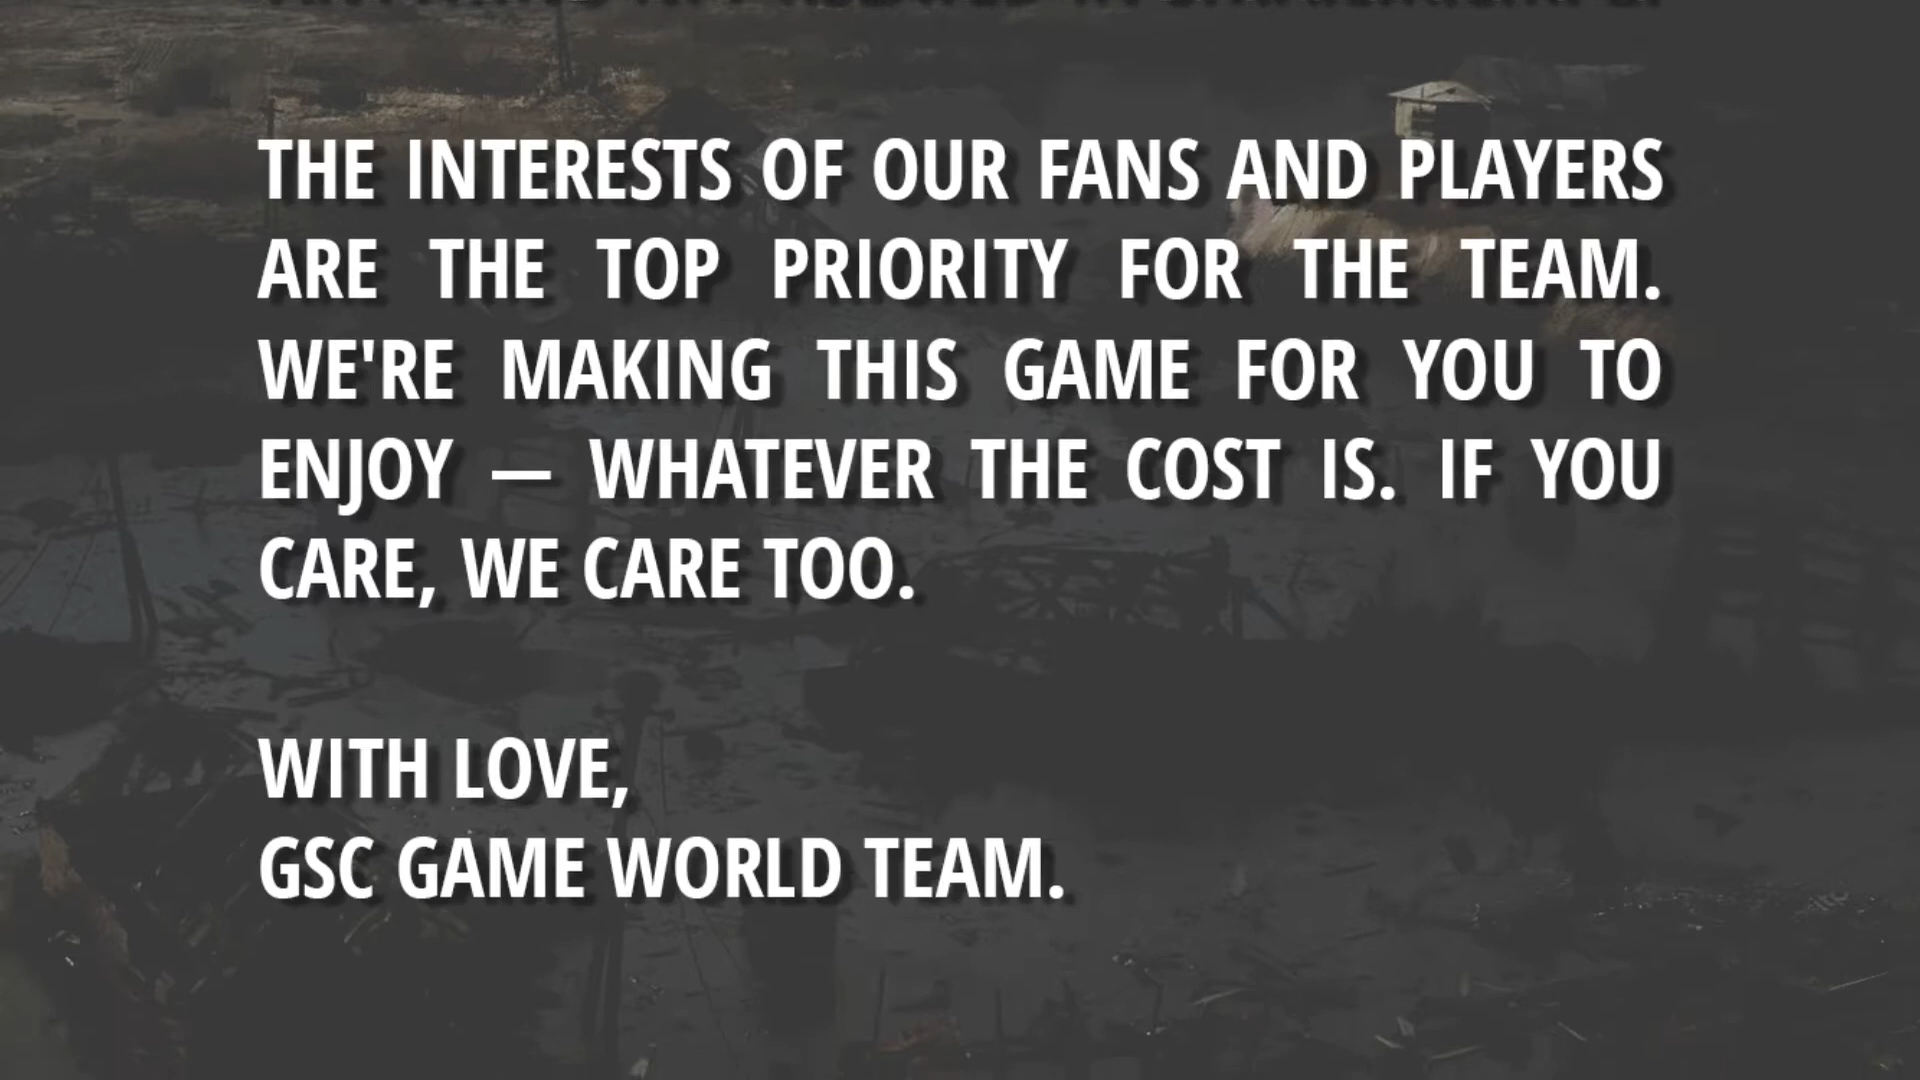 THE INTERESTS OF OUR FANS AND PLAYERS
ARE THE TOP PRIORITY FOR THE TEAM.
WE'RE MAKING THIS GAME FOR YOU TO
ENJOY — WHATEVER THE COST IS. IF YOU
CARE, WE CARE TOO.
WITH LOVE,
GSC GAME WORLD TEAM.